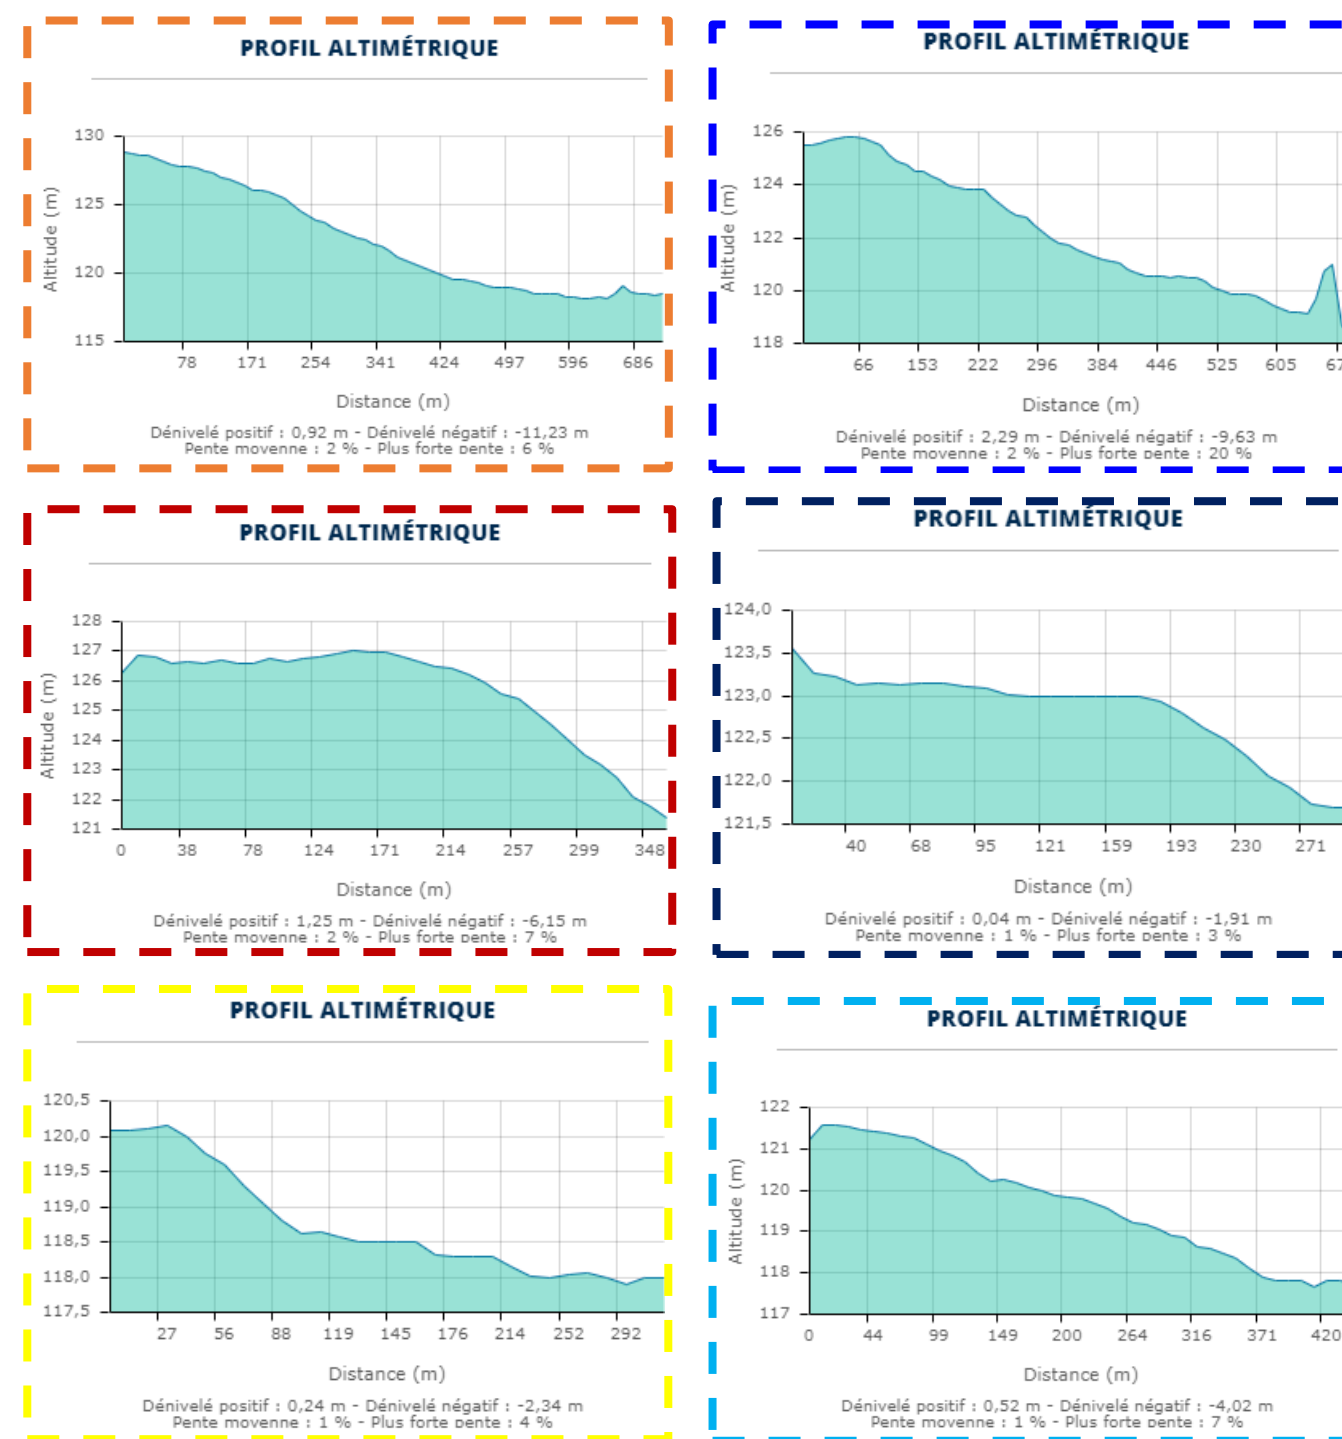 PROFIL ALTIMÉTRIQUE
130
125
120
115
Altitude (m)
78 171 254 341 424 497 596 686
Distance (m)
Dénivelé positif : 0,92 m - Dénivelé négatif : -11,23 m
Pente moyenne : 2 % - Plus forte pente : 6 %
PROFIL ALTIMÉTRIQUE
126
124
122
120
118
Altitude (m)
66 153 222 296 384 446 525 605 67
Distance (m)
Dénivelé positif : 2,29 m - Dénivelé négatif : -9,63 m
Pente moyenne : 2 % - Plus forte pente : 20 %
PROFIL ALTIMÉTRIQUE
128
127
126
125
124
123
122
121
Altitude (m)
0 38 78 124 171 214 257 299 348
Distance (m)
Dénivelé positif : 1,25 m - Dénivelé négatif : -6,15 m
Pente moyenne : 2 % - Plus forte pente : 7 %
PROFIL ALTIMÉTRIQUE
124,0
123,5
123,0
122,5
122,0
121,5
40 68 95 121 159 193 230 271
Distance (m)
Dénivelé positif : 0,04 m - Dénivelé négatif : -1,91 m
Pente moyenne : 1 % - Plus forte pente : 3 %
PROFIL ALTIMÉTRIQUE
120,5
120,0
119,5
119,0
118,5
118,0
117,5
27 56 88 119 145 176 214 252 292
Distance (m)
Dénivelé positif : 0,24 m - Dénivelé négatif : -2,34 m
Pente moyenne : 1 % - Plus forte pente : 4 %
PROFIL ALTIMÉTRIQUE
122
121
120
119
118
117
Altitude (m)
0 44 99 149 200 264 316 371 420
Distance (m)
Dénivelé positif : 0,52 m - Dénivelé négatif : -4,02 m
Pente moyenne : 1 % - Plus forte pente : 7 %